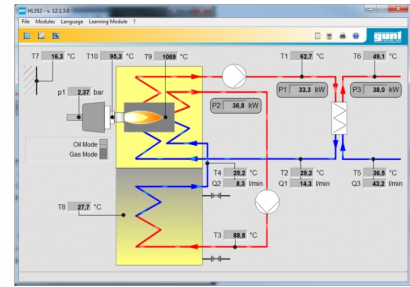 HL352 - v. 12.1.3.0
File Modules Language Learning Module ?
gunt
T7 16,3 °C T10 95,3 °C T9 1069 °C T1 62,7 °C T6 49,1 °C
p1 2,37 bar P1 33,3 kW P3 38,0 kW
P2 36,8 kW
Oil Mode
Gas Mode
T4 25,2 °C T2 29,2 °C T5 36,5 °C
Q2 8,3 l/min Q1 14,3 l/min Q3 43,2 l/min
T8 27,7 °C
T3 88,8 °C